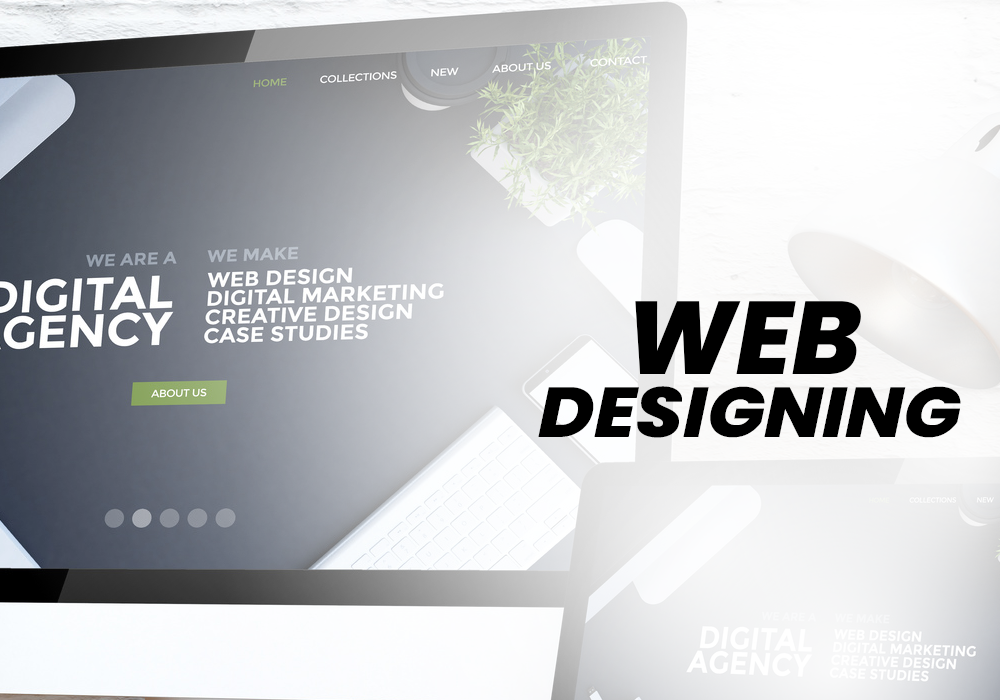 HOME COLLECTIONS NEW ABOUT US CONTACT
WE ARE A
DIGITAL
AGENCY
WE MAKE
WEB DESIGN
DIGITAL MARKETING
CREATIVE DESIGN
CASE STUDIES
ABOUT US
WEB
DESIGNING
COLLECTIONS NEW
WE ARE A
DIGITAL
AGENCY
WE MAKE
WEB DESIGN
DIGITAL MARKETING
CREATIVE DESIGN
CASE STUDIES